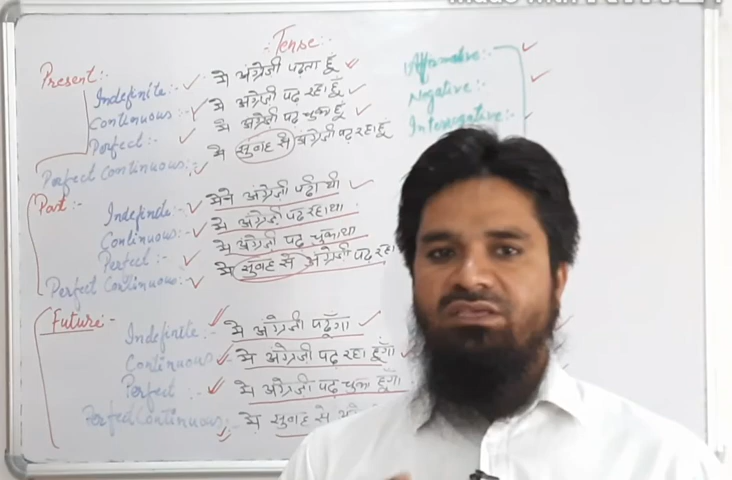 Tense:-
Present:-
Indefinite:- मै अंग्रेजी पढ़ता हूँ
Continuous:- मै अंग्रेजी पढ़ रहा हूँ
Perfect:- मै अंग्रेजी पढ़ चुका हूं
Perfect Continuous:- मै सुबह से अंग्रेजी पढ़ रहा हूं
Past:-
Indefinite:- मैने अंग्रेजी पढ़ी थी
Continuous:- मै अंग्रेजी पढ़ रहा था
Perfect:- मै अंग्रेजी पढ़ चुका था
Perfect Continuous:- मै सुबह से अंग्रेजी पढ़ रहा
Future:-
Indefinite:- मै अंग्रेजी पढूँगा
Continuous:- मै अंग्रेजी पढ़ रहा हूँगा
Perfect:- मै अंग्रेजी पढ़ चुका हूँगा
Perfect Continuous:- मै सुबह से
Affirmative:-
Negative:-
Interrogative:-